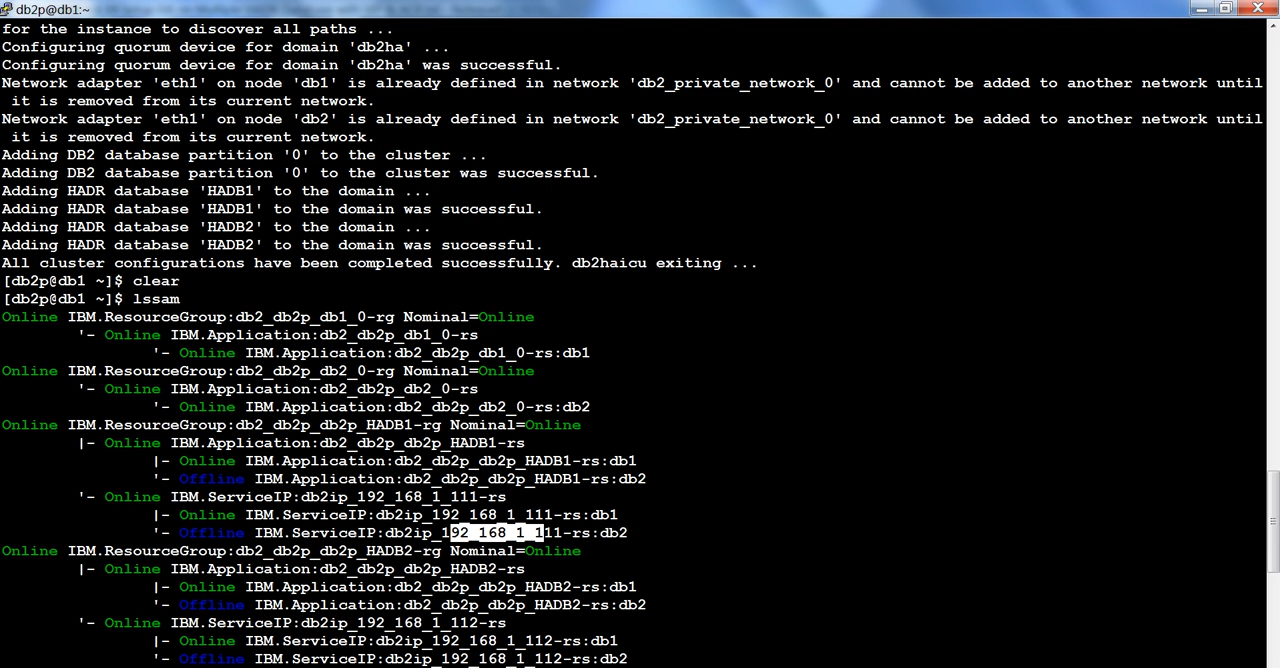 db2p@db1:~
for the instance to discover all paths ...
Configuring quorum device for domain 'db2ha' ...
Configuring quorum device for domain 'db2ha' was successful.
Network adapter 'eth1' on node 'db1' is already defined in network 'db2_private_network_0' and cannot be added to another network until
 it is removed from its current network.
Network adapter 'eth1' on node 'db2' is already defined in network 'db2_private_network_0' and cannot be added to another network until
 it is removed from its current network.
Adding DB2 database partition '0' to the cluster ...
Adding DB2 database partition '0' to the cluster was successful.
Adding HADR database 'HADB1' to the domain ...
Adding HADR database 'HADB1' to the domain was successful.
Adding HADR database 'HADB2' to the domain ...
Adding HADR database 'HADB2' to the domain was successful.
All cluster configurations have been completed successfully. db2haicu exiting ...
[db2p@db1 ~]$ clear
[db2p@db1 ~]$ lssam
Online IBM.ResourceGroup:db2_db2p_db1_0-rg Nominal=Online
        '- Online IBM.Application:db2_db2p_db1_0-rs
                '- Online IBM.Application:db2_db2p_db1_0-rs:db1
Online IBM.ResourceGroup:db2_db2p_db2_0-rg Nominal=Online
        '- Online IBM.Application:db2_db2p_db2_0-rs
                '- Online IBM.Application:db2_db2p_db2_0-rs:db2
Online IBM.ResourceGroup:db2_db2p_db2p_HADB1-rg Nominal=Online
        |- Online IBM.Application:db2_db2p_db2p_HADB1-rs
                |- Online IBM.Application:db2_db2p_db2p_HADB1-rs:db1
                '- Offline IBM.Application:db2_db2p_db2p_HADB1-rs:db2
        '- Online IBM.ServiceIP:db2ip_192_168_1_111-rs
                |- Online IBM.ServiceIP:db2ip_192_168_1_111-rs:db1
                '- Offline IBM.ServiceIP:db2ip_192_168_1_111-rs:db2
Online IBM.ResourceGroup:db2_db2p_db2p_HADB2-rg Nominal=Online
        |- Online IBM.Application:db2_db2p_db2p_HADB2-rs
                |- Online IBM.Application:db2_db2p_db2p_HADB2-rs:db1
                '- Offline IBM.Application:db2_db2p_db2p_HADB2-rs:db2
        '- Online IBM.ServiceIP:db2ip_192_168_1_112-rs
                |- Online IBM.ServiceIP:db2ip_192_168_1_112-rs:db1
                '- Offline IBM.ServiceIP:db2ip_192_168_1_112-rs:db2